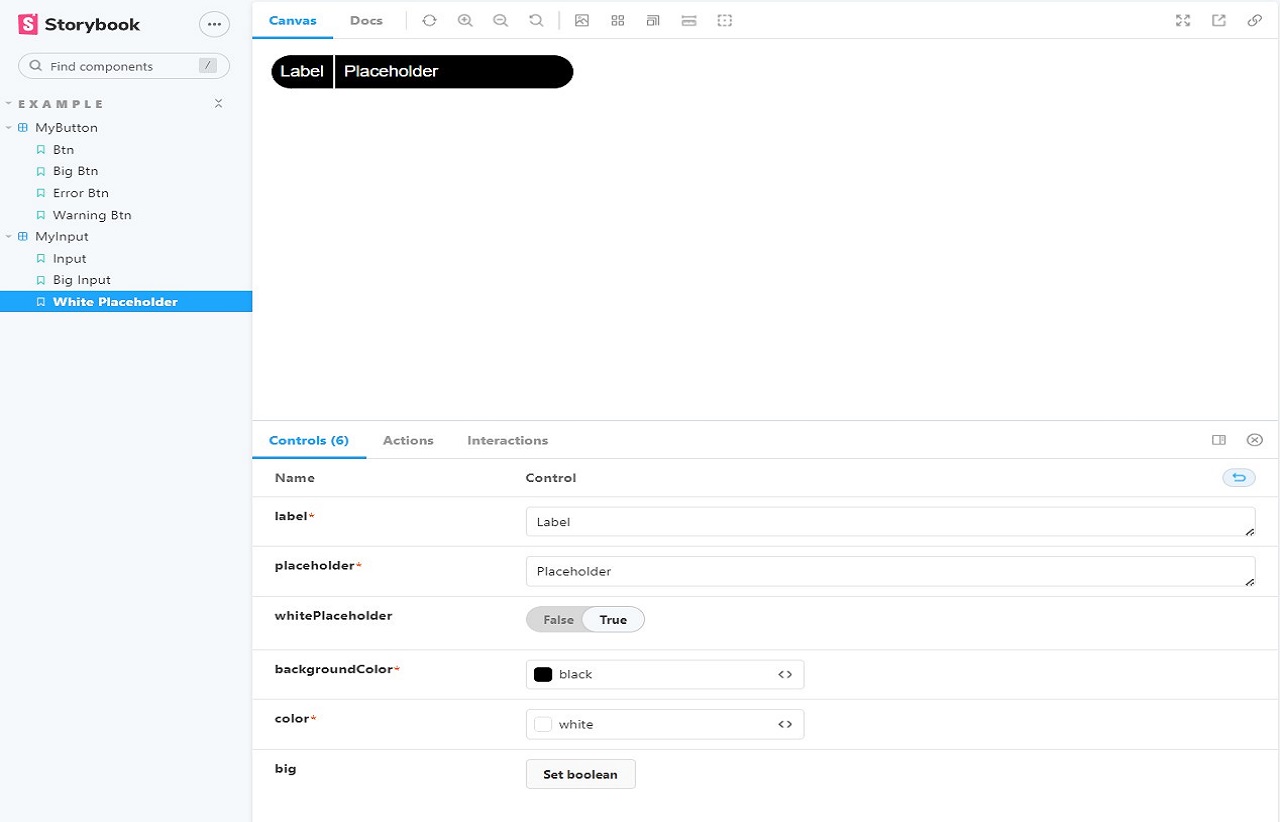 Storybook
Find components /
EXAMPLE
MyButton
Btn
Big Btn
Error Btn
Warning Btn
MyInput
Input
Big Input
White Placeholder
Canvas Docs
Label Placeholder
Controls (6) Actions Interactions
Name Control
label* Label
placeholder* Placeholder
whitePlaceholder False True
backgroundColor* black
color* white
big Set boolean